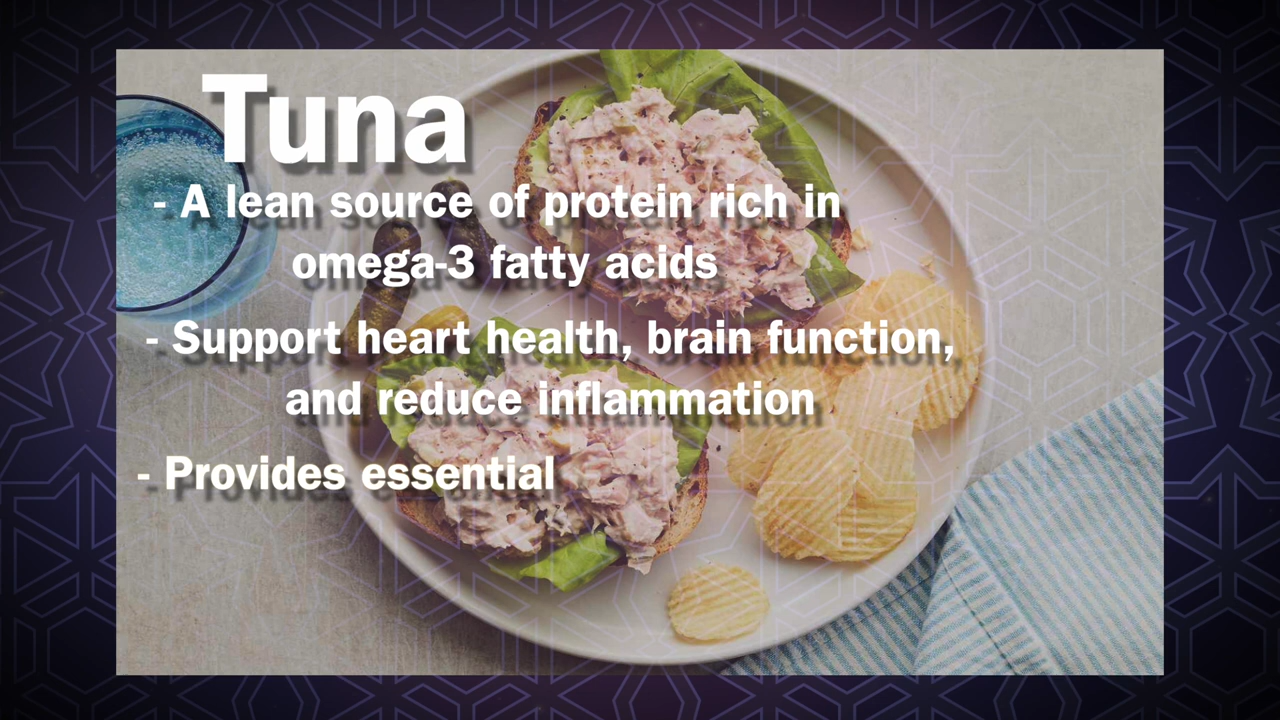 Tuna
- A lean source of protein rich in
omega-3 fatty acids
- Support heart health, brain function,
and reduce inflammation
- Provides essential